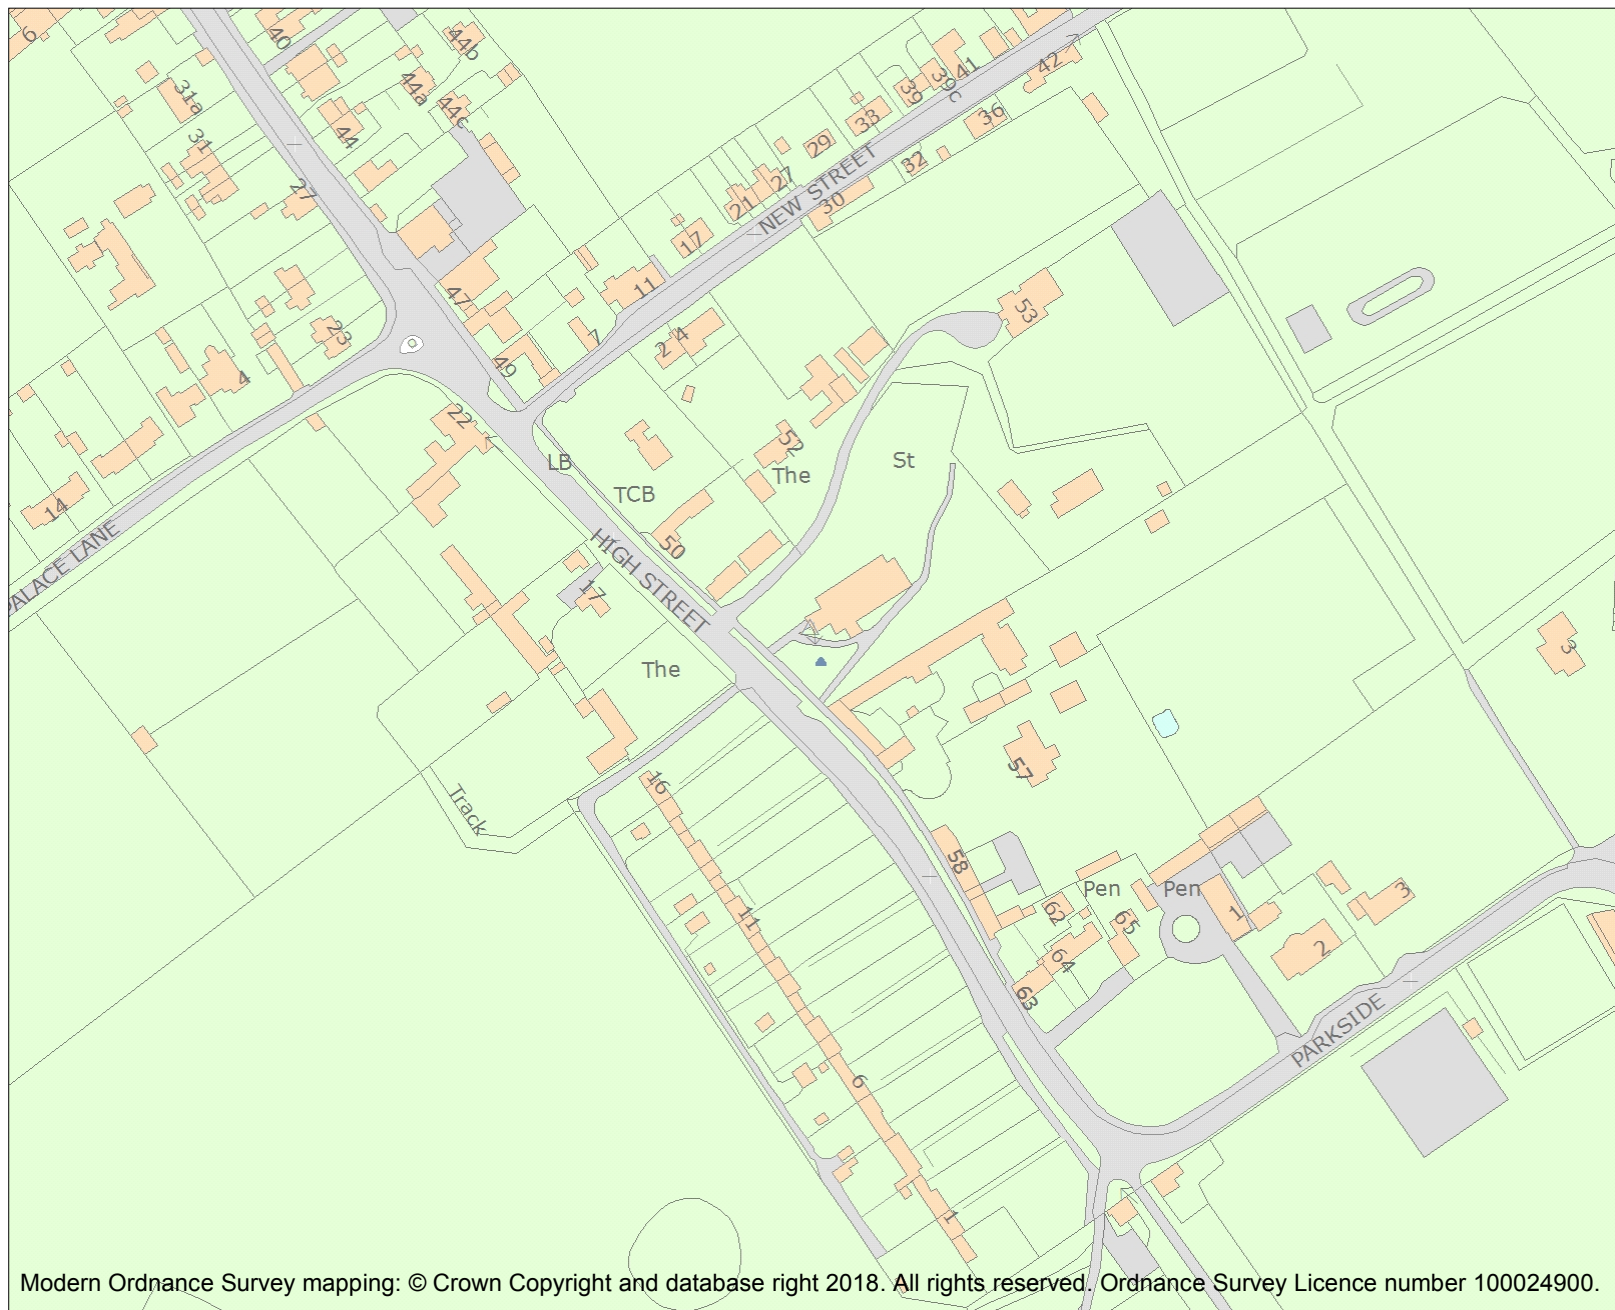 6
40
44b
31a
44a
44c
44
31
27
41
39c
39
42
33
36
29
32
27
21
30
NEW STREET
17
11
47
53
23
7
2 4
49
4
22
52
LB
The
St
TCB
14
50
PALACE LANE
HIGH STREET
17
The
3
57
16
Track
58
Pen
Pen
62
65
1
3
11
2
64
63
PARKSIDE
6
1
Modern Ordnance Survey mapping: © Crown Copyright and database right 2018. All rights reserved. Ordnance Survey Licence number 100024900.